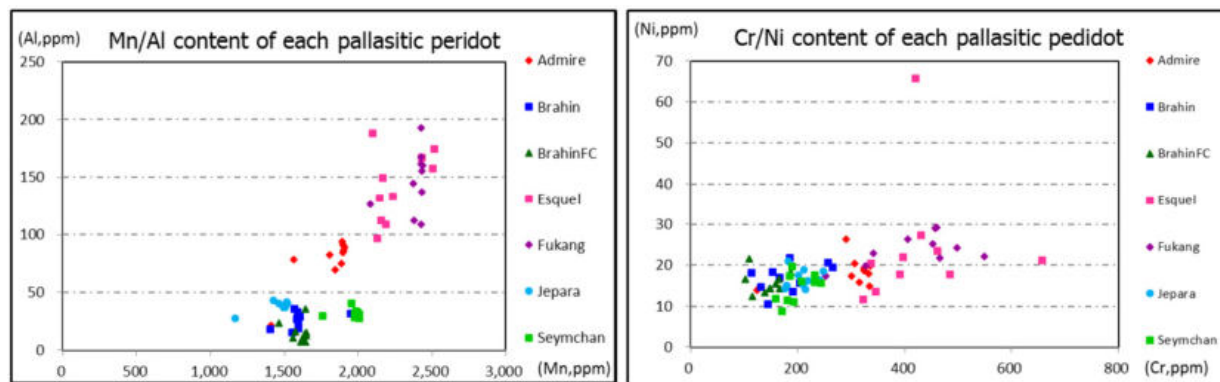 (Al,ppm) Mn/Al content of each pallasitic peridot
250
200
150
100
50
0
0 500 1,000 1,500 2,000 2,500 3,000
(Mn,ppm)
Admire
Brahin
BrahinFC
Esquel
Fukang
Jepara
Seymchan
(Ni,ppm) Cr/Ni content of each pallasitic pedidot
70
60
50
40
30
20
10
0
0 200 400 600 800
(Cr,ppm)
Admire
Brahin
BrahinFC
Esquel
Fukang
Jepara
Seymchan